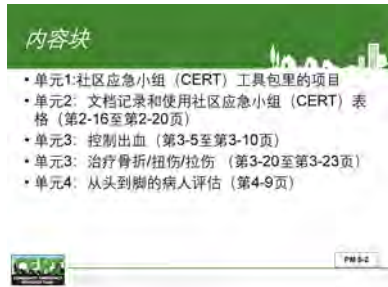 内容块
• 单元1:社区应急小组（CERT）工具包里的项目
• 单元2：文档记录和使用社区应急小组（CERT）表
格（第2-16至第2-20页）
• 单元3：控制出血（第3-5至第3-10页）
• 单元3：治疗骨折/扭伤/拉伤 （第3-20至第3-23页）
• 单元4：从头到脚的病人评估（第4-9页）